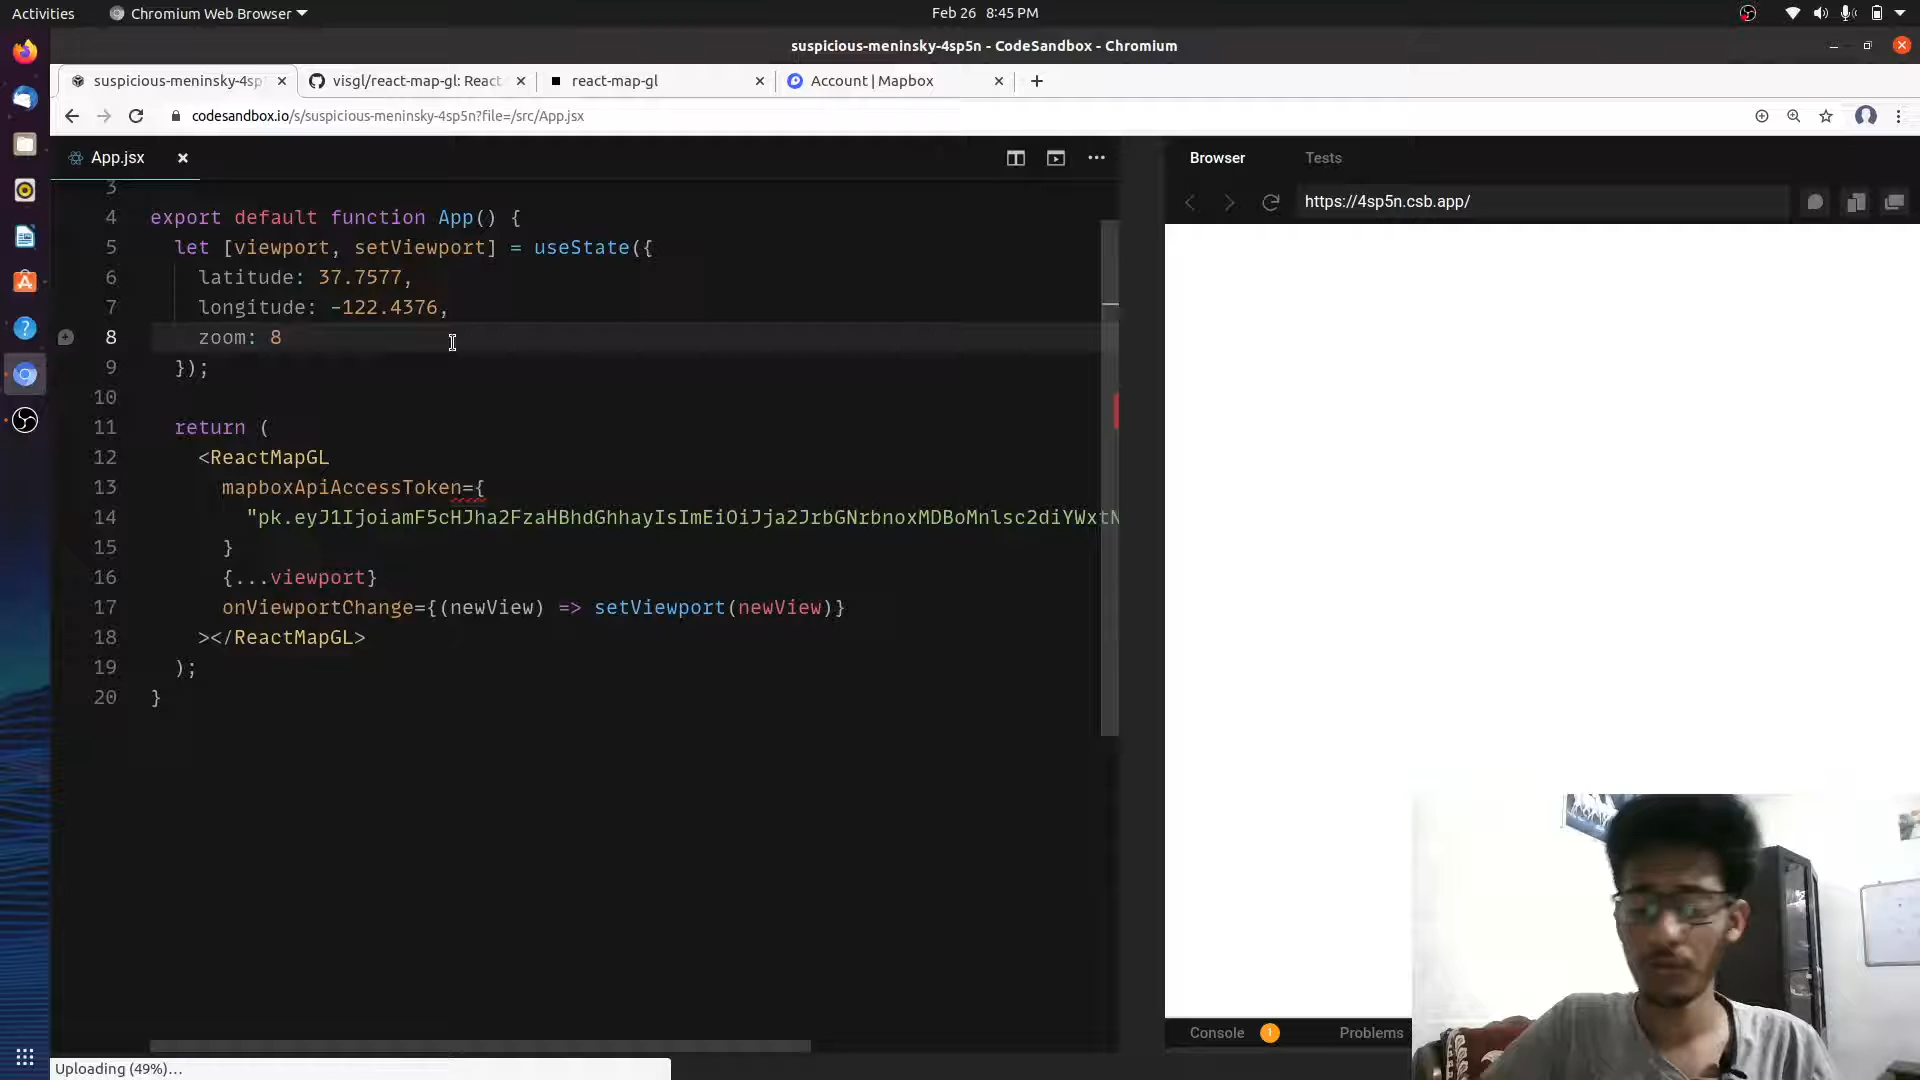 Activities
Chromium Web Browser
Feb 26 8:45 PM
suspicious-meninsky-4sp5n - CodeSandbox - Chromium
suspicious-meninsky-4sp
visgl/react-map-gl: React
react-map-gl
Account | Mapbox
codesandbox.io/s/suspicious-meninsky-4sp5n?file=/src/App.jsx
App.jsx
Browser
Tests
https://4sp5n.csb.app/
3
4 export default function App() {
5 let [viewport, setViewport] = useState({
6 latitude: 37.7577,
7 longitude: -122.4376,
8 zoom: 8
9 });
10
11 return (
12 <ReactMapGL
13 mapboxApiAccessToken={
14 "pk.eyJ1IjoiamF5cHJha2FzaHBhdGhhayIsImEiOiJja2JrbGNrbnoxMDBoMnlsc2diYWxtN
15 }
16 {...viewport}
17 onViewportChange={(newView) => setViewport(newView)}
18 ></ReactMapGL>
19 );
20 }
Console 1
Problems
Uploading (49%)...